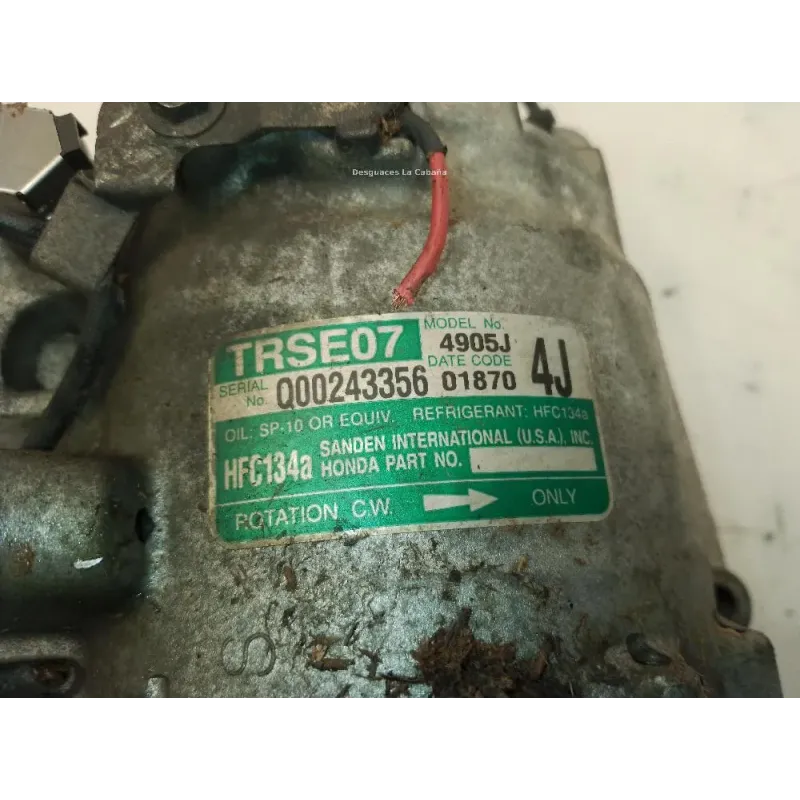 Desguaces La Cabaña
TRSE07
MODEL No.
4905J
SERIAL No. Q00243356
DATE CODE
01870
4J
OIL: SP-10 OR EQUIV. REFRIGERANT: HFC134a
HFC134a
SANDEN INTERNATIONAL (U.S.A.), INC.
HONDA PART NO.
ROTATION C.W. ONLY
S